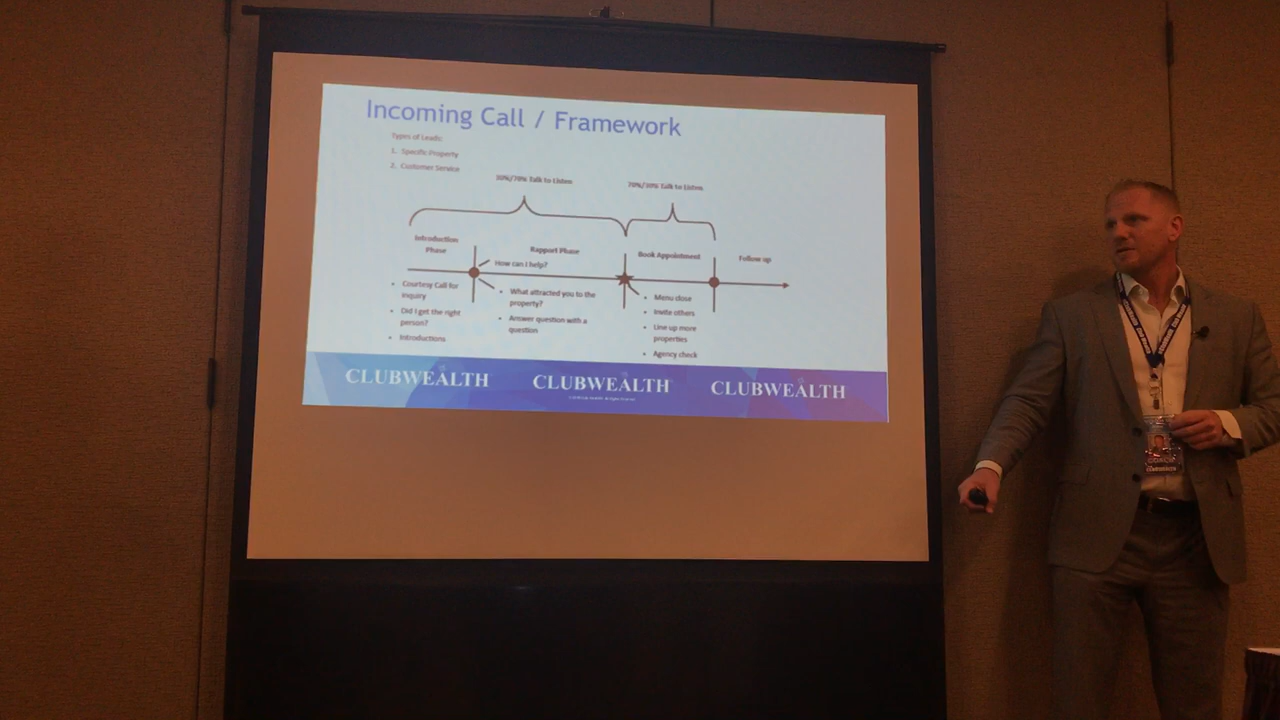 Incoming Call / Framework
Types of Leads:
1. Specific Property
2. Customer Service
30%/70% Talk to Listen
70%/30% Talk to Listen
Introduction
Phase
Rapport Phase
Book Appointment
Follow up
How can I help?
• Courtesy Call for
inquiry
• Did I get the right
person?
• Introductions
• What attracted you to the
property?
• Answer question with a
question
• Menu close
• Invite others
• Line up more
properties
• Agency check
CLUBWEALTH
CLUBWEALTH
CLUBWEALTH
COACH